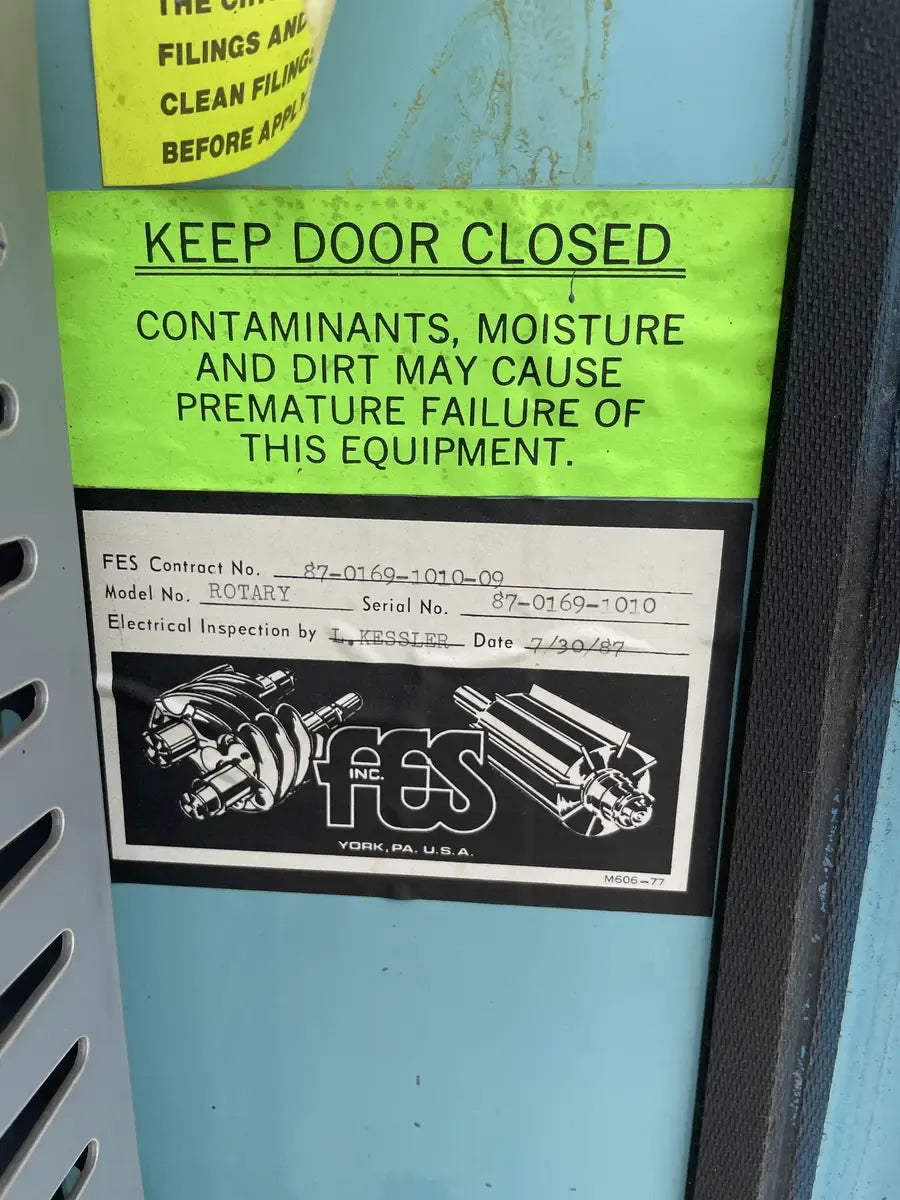 FILINGS AND
CLEAN FILINGS
BEFORE APPLY
KEEP DOOR CLOSED
CONTAMINANTS, MOISTURE
AND DIRT MAY CAUSE
PREMATURE FAILURE OF
THIS EQUIPMENT.
FES Contract No. 87-0169-1010-09
Model No. ROTARY Serial No. 87-0169-1010
Electrical Inspection by L. KESSLER Date 7/30/87
FES
INC.
YORK, PA. U.S.A.
M606-77